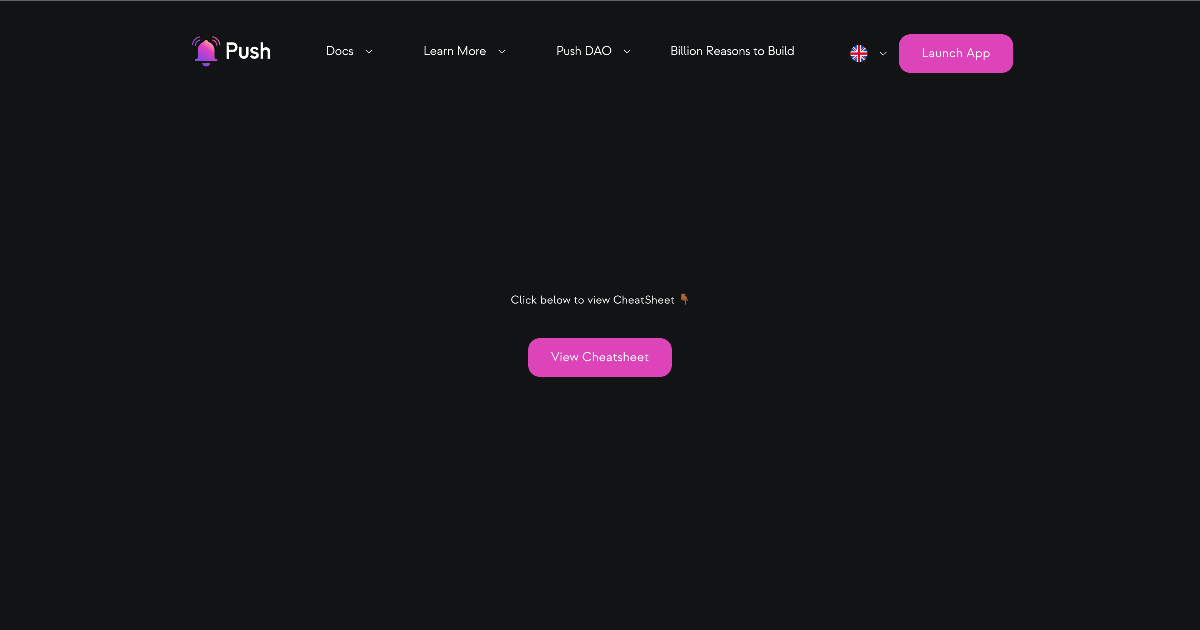 Push
Docs
Learn More
Push DAO
Billion Reasons to Build
Launch App
Click below to view CheatSheet 👇🏾
View Cheatsheet